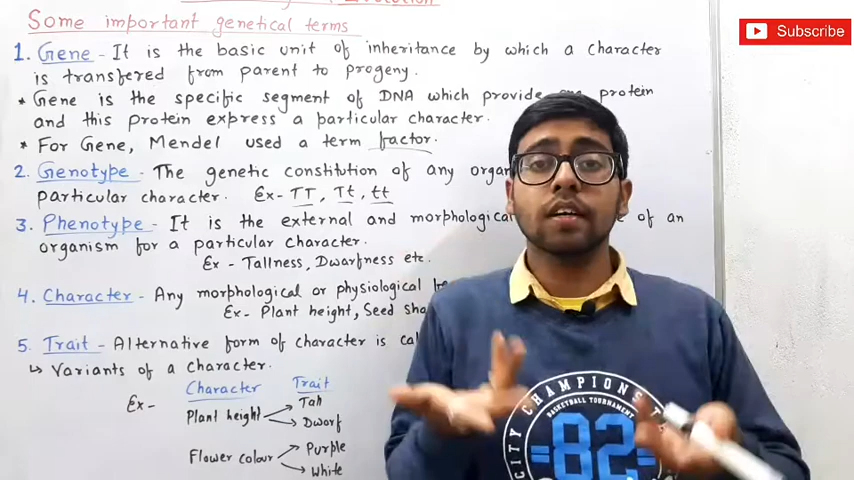 Evolution
Subscribe
Some important genetical terms
1. Gene - It is the basic unit of inheritance by which a character
is transfered from parent to progeny.
* Gene is the specific segment of DNA which provide an protein
and this protein express a particular character.
* For Gene, Mendel used a term factor.
2. Genotype - The genetic constitution of any
particular character. Ex- TT, Tt, tt
3. Phenotype - It is the external and morphological of an
organism for a particular character.
Ex - Tallness, Dwarfness etc.
4. Character - Any morphological or physiological
Ex- Plant height, Seed
5. Trait - Alternative form of character is
↳ Variants of a character.
Ex - Character Trait
Plant height Tall
Dwarf
Flower colour Purple
White
CITY CHAMPIONS
BASKETBALL TOURNAMENT
82